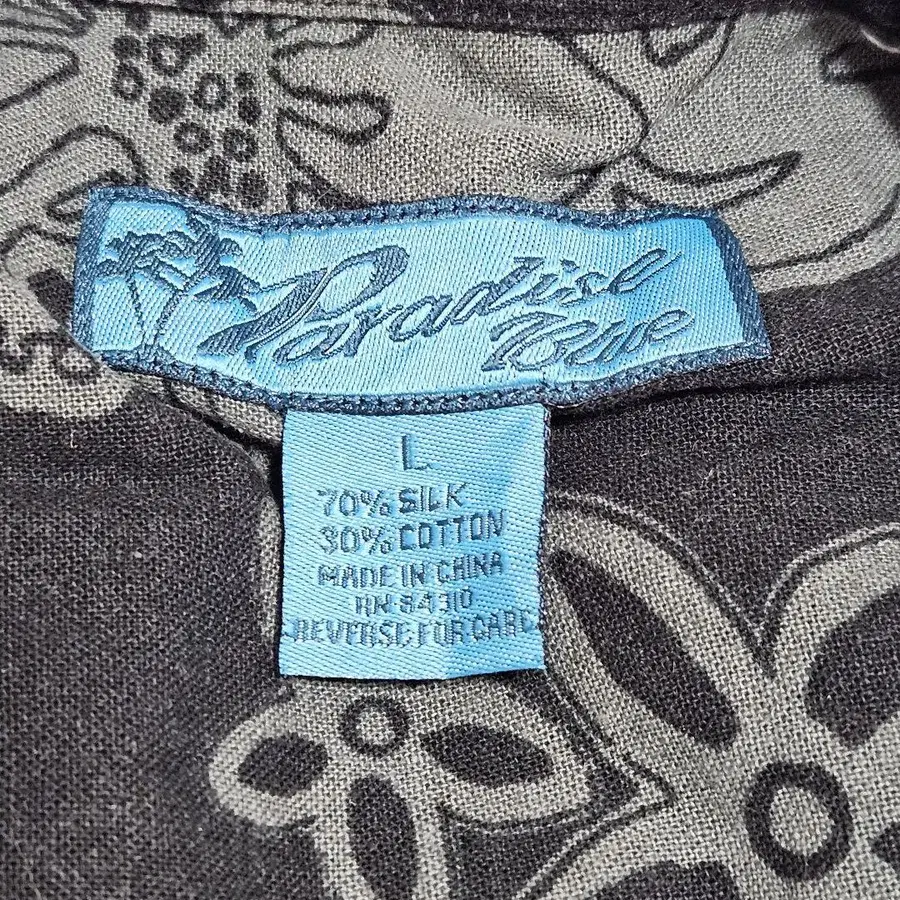 Paradise
Blue
L
70% SILK
30% COTTON
MADE IN CHINA
RN 84310
REVERSE FOR CARE